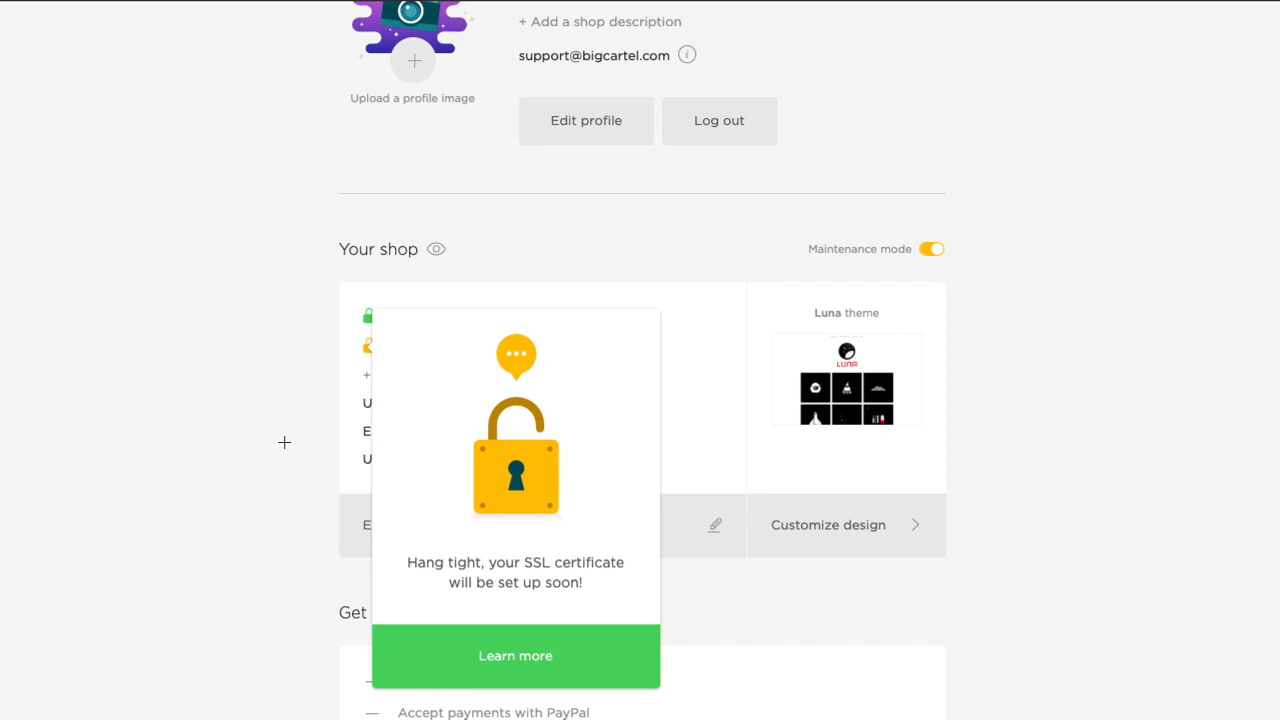 + Add a shop description
support@bigcartel.com
Upload a profile image
Edit profile
Log out
Your shop
Maintenance mode
Luna theme
LUNA
+
U
E
U
E
Customize design
Hang tight, your SSL certificate
will be set up soon!
Get
Learn more
— Accept payments with PayPal